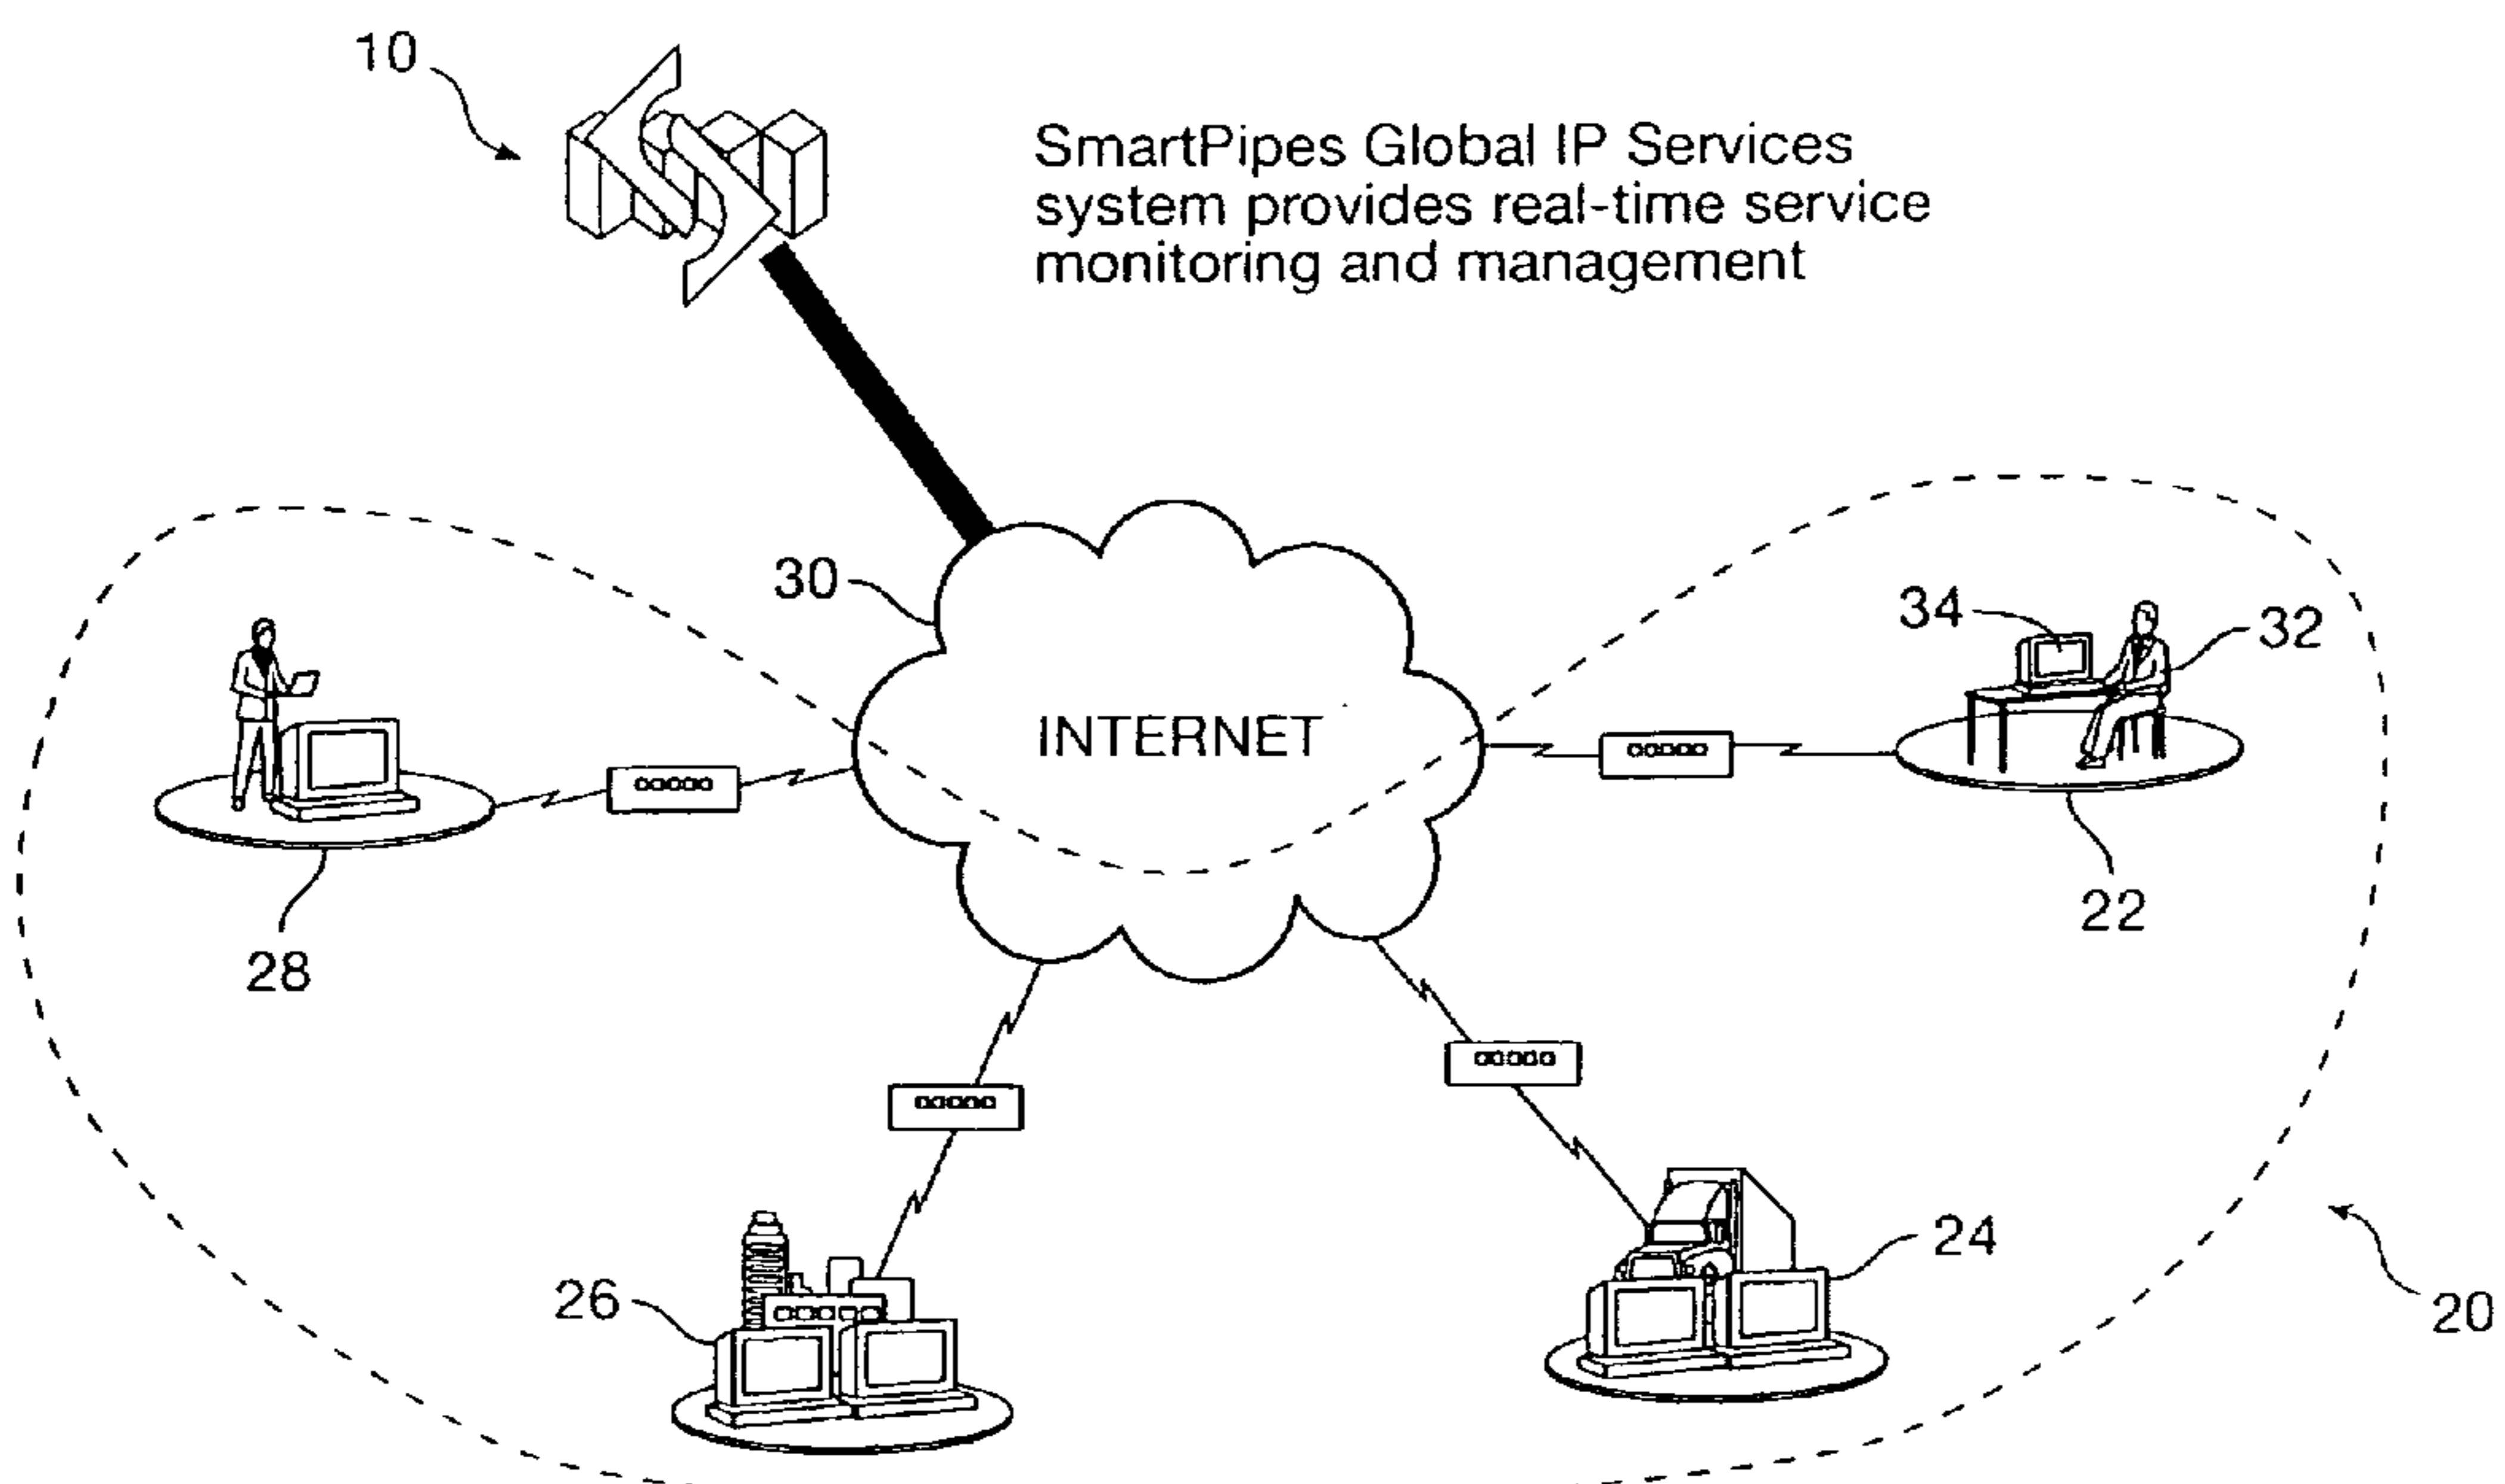 10
SmartPipes Global IP Services
system provides real-time service
monitoring and management
30
34
32
INTERNET
22
28
24
26
20